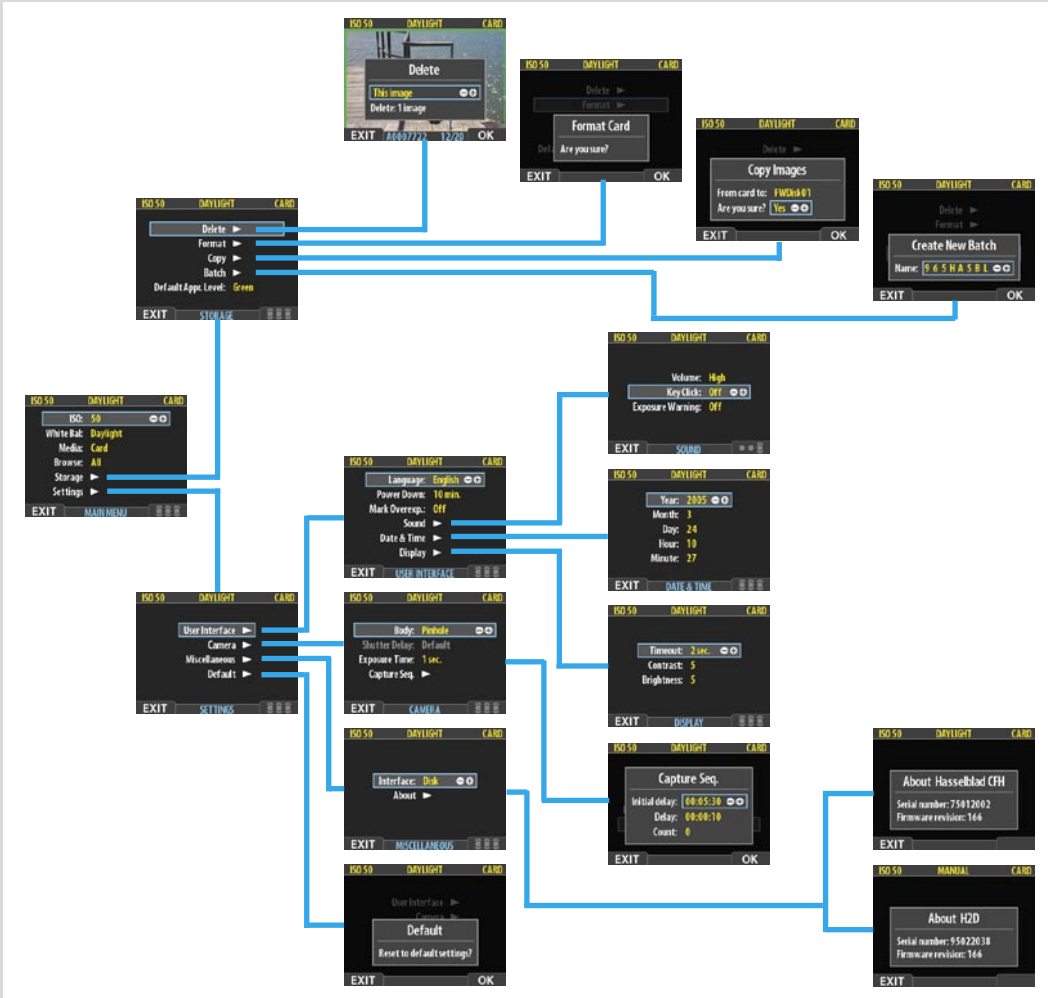 ISO 50 DAYLIGHT CARD
Delete
This image
Delete: 1 image
EXIT A0007722 12/20 OK
ISO 50 DAYLIGHT CARD
Delete
Format
Format Card
Are you sure?
EXIT OK
ISO 50 DAYLIGHT CARD
Delete
Copy Images
From card to: FWDisk01
Are you sure? Yes
EXIT OK
ISO 50 DAYLIGHT CARD
Delete
Format
Create New Batch
Name: 9 6 5 H A S B L
EXIT OK
ISO 50 DAYLIGHT CARD
Delete
Format
Copy
Batch
Default Appr. Level: Green
EXIT STORAGE
ISO 50 DAYLIGHT CARD
ISO: 50
White Bal: Daylight
Media: Card
Browse: All
Storage
Settings
EXIT MAIN MENU
ISO 50 DAYLIGHT CARD
Volume: High
Key Click: Off
Exposure Warning: Off
EXIT SOUND
ISO 50 DAYLIGHT CARD
Language: English
Power Down: 10 min.
Mark Overexp.: Off
Sound
Date & Time
Display
EXIT USER INTERFACE
ISO 50 DAYLIGHT CARD
Year: 2005
Month: 3
Day: 24
Hour: 10
Minute: 27
EXIT DATE & TIME
ISO 50 DAYLIGHT CARD
User Interface
Camera
Miscellaneous
Default
EXIT SETTINGS
ISO 50 DAYLIGHT CARD
Body: Pinhole
Shutter Delay: Default
Exposure Time: 1 sec.
Capture Seq.
EXIT CAMERA
ISO 50 DAYLIGHT CARD
Timeout: 2 sec.
Contrast: 5
Brightness: 5
EXIT DISPLAY
ISO 50 DAYLIGHT CARD
Interface: Disk
About
EXIT MISCELLANEOUS
ISO 50 DAYLIGHT CARD
Capture Seq.
Initial delay: 00:05:30
Delay: 00:00:10
Count: 0
EXIT OK
ISO 50 DAYLIGHT CARD
About Hasselblad CFH
Serial number: 75012002
Firmware revision: 166
EXIT
ISO 50 DAYLIGHT CARD
User Interface
Camera
Default
Reset to default settings?
EXIT OK
ISO 50 MANUAL CARD
About H2D
Serial number: 95022038
Firmware revision: 166
EXIT